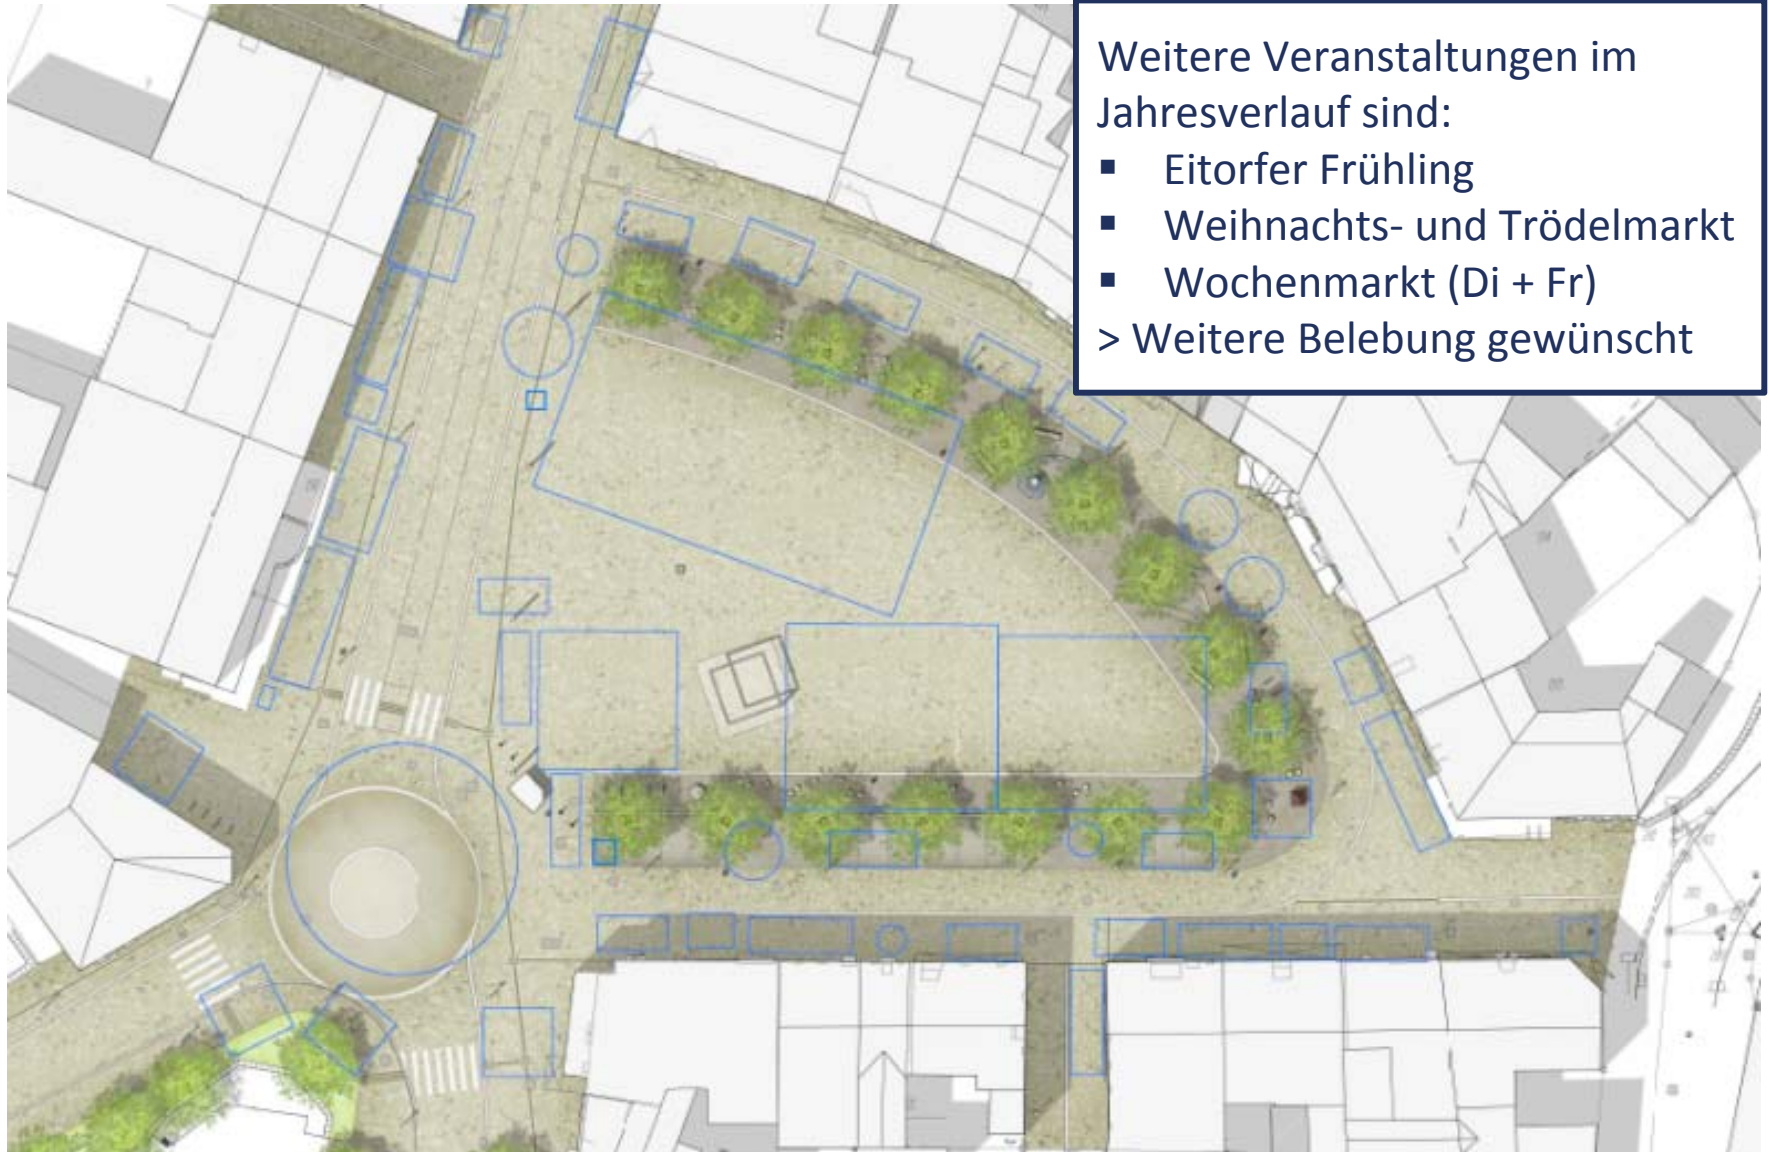 Weitere Veranstaltungen im
Jahresverlauf sind:
▪ Eitorfer Frühling
▪ Weihnachts- und Trödelmarkt
▪ Wochenmarkt (Di + Fr)
> Weitere Belebung gewünscht